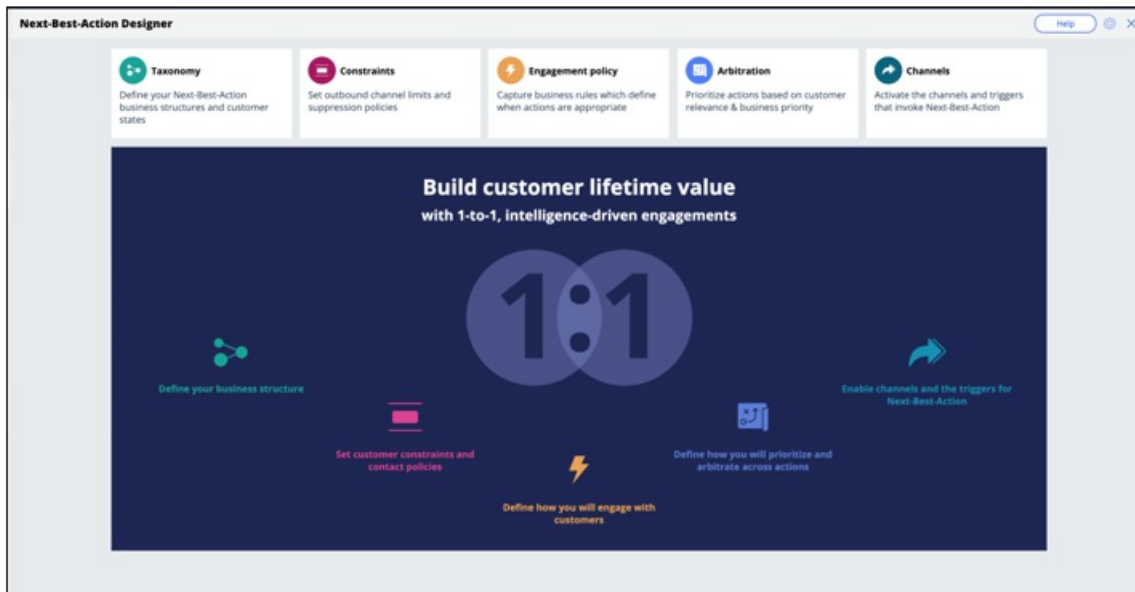 Next-Best-Action Designer
Help
Taxonomy
Define your Next-Best-Action
business structures and customer
states
Constraints
Set outbound channel limits and
suppression policies
Engagement policy
Capture business rules which define
when actions are appropriate
Arbitration
Prioritize actions based on customer
relevance & business priority
Channels
Activate the channels and triggers
that invoke Next-Best-Action
Build customer lifetime value
with 1-to-1, intelligence-driven engagements
1:1
Define your business structure
Set customer constraints and
contact policies
Define how you will engage with
customers
Define how you will prioritize and
arbitrate across actions
Enable channels and the triggers for
Next-Best-Action